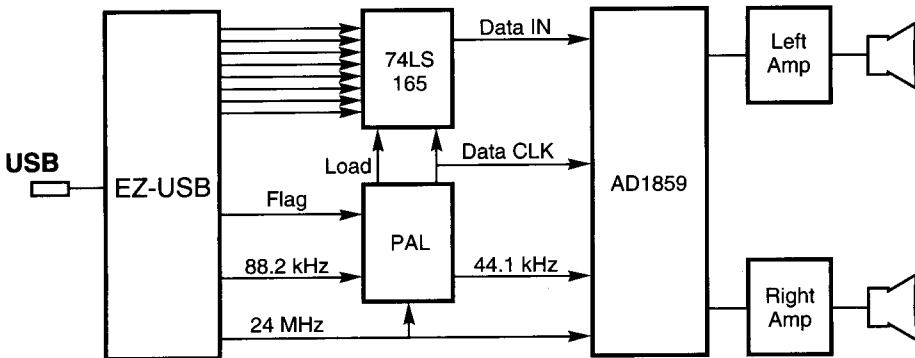 USB
EZ-USB
74LS
165
Data IN
Load
Data CLK
Flag
PAL
88.2 kHz
44.1 kHz
24 MHz
AD1859
Left
Amp
Right
Amp